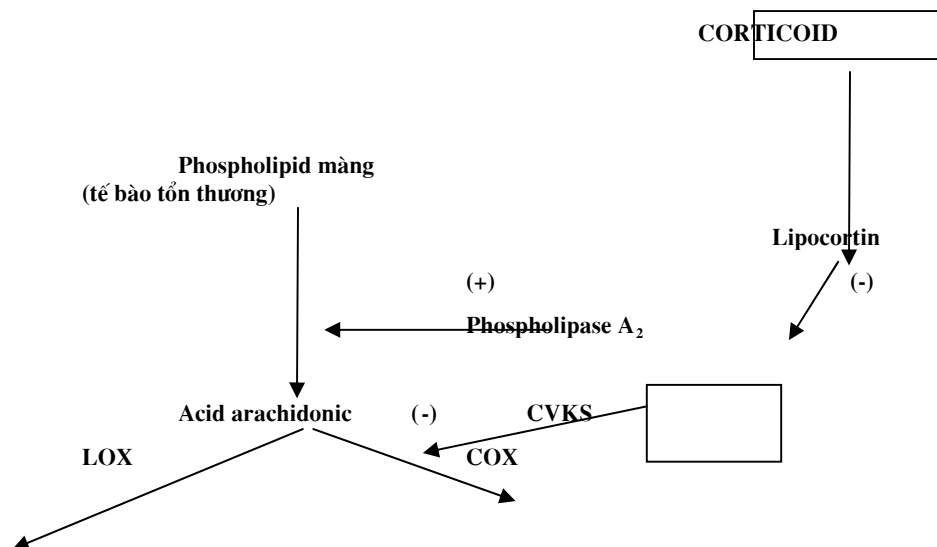 CORTICOID
Phospholipid màng
(tế bào tổn thương)
Lipocortin
(+) (-)
Phospholipase A₂
Acid arachidonic (-) CVKS
LOX COX